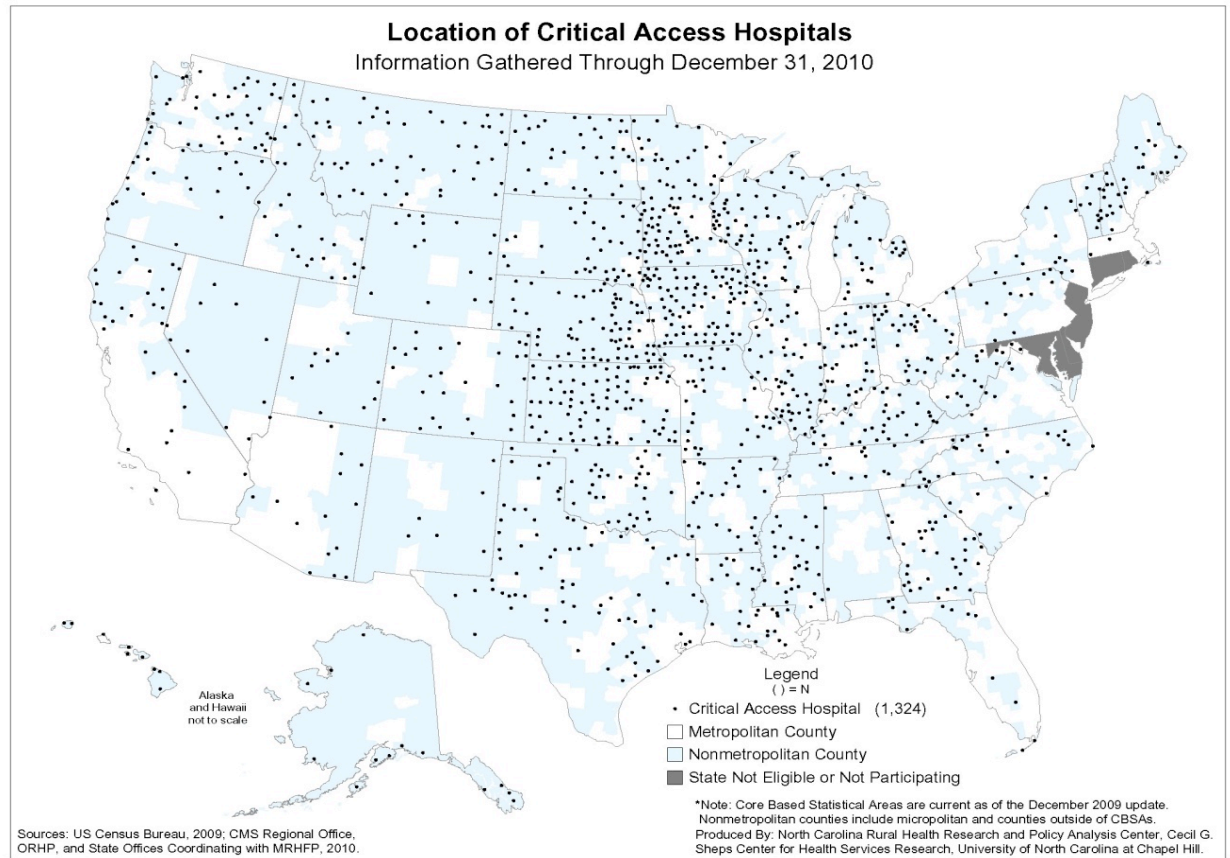 Location of Critical Access Hospitals
Information Gathered Through December 31, 2010
Alaska
and Hawaii
not to scale
Legend
( ) = N
Critical Access Hospital (1,324)
Metropolitan County
Nonmetropolitan County
State Not Eligible or Not Participating
*Note: Core Based Statistical Areas are current as of the December 2009 update.
Nonmetropolitan counties include micropolitan and counties outside of CBSAs.
Produced By: North Carolina Rural Health Research and Policy Analysis Center, Cecil G.
Sheps Center for Health Services Research, University of North Carolina at Chapel Hill.
Sources: US Census Bureau, 2009; CMS Regional Office,
ORHP, and State Offices Coordinating with MRHFP, 2010.